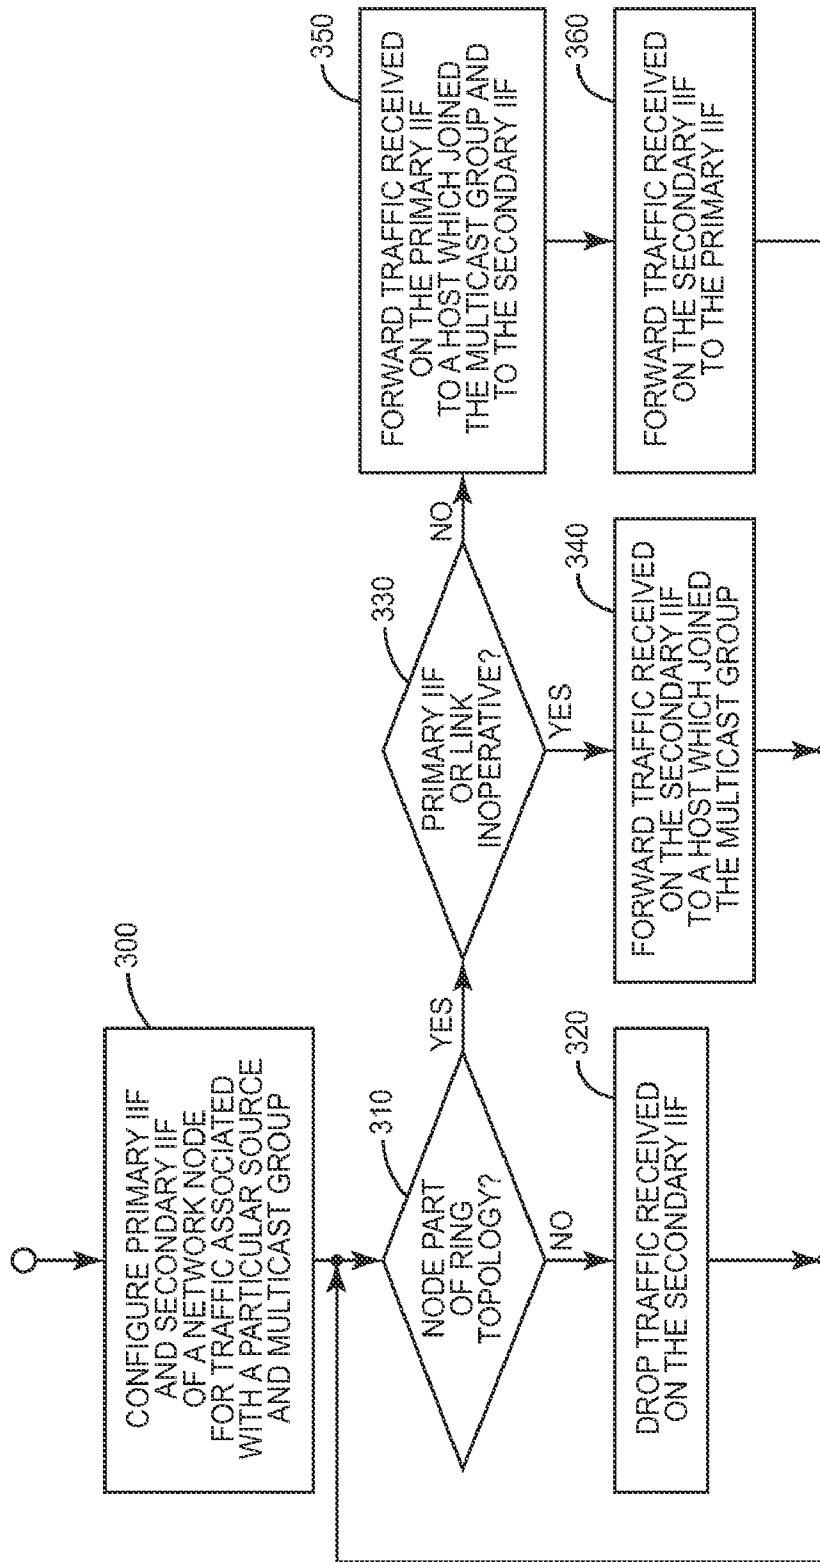 300
CONFIGURE PRIMARY IIF
AND SECONDARY IIF
OF A NETWORK NODE
FOR TRAFFIC ASSOCIATED
WITH A PARTICULAR SOURCE
AND MULTICAST GROUP
310
NODE PART
OF RING
TOPOLOGY?
YES
NO
320
DROP TRAFFIC RECEIVED
ON THE SECONDARY IIF
330
PRIMARY IIF
OR LINK
INOPERATIVE?
NO
YES
340
FORWARD TRAFFIC RECEIVED
ON THE SECONDARY IIF
TO A HOST WHICH JOINED
THE MULTICAST GROUP
350
FORWARD TRAFFIC RECEIVED
ON THE PRIMARY IIF
TO A HOST WHICH JOINED
THE MULTICAST GROUP AND
TO THE SECONDARY IIF
360
FORWARD TRAFFIC RECEIVED
ON THE SECONDARY IIF
TO THE PRIMARY IIF